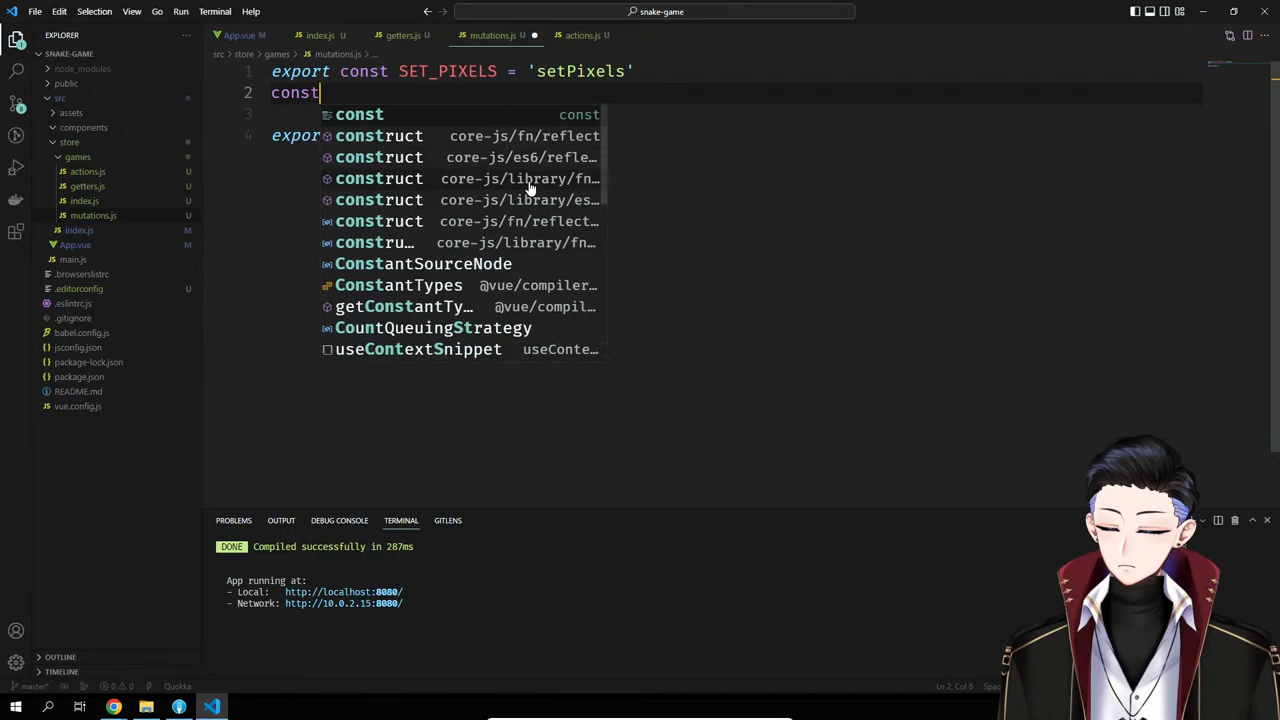 File Edit Selection View Go Run Terminal Help
snake-game
EXPLORER
App.vue M
index.js U
getters.js U
mutations.js U
actions.js U
SNAKE-GAME
src > store > games > mutations.js > ...
node_modules
public
src
assets
components
store
games
actions.js U
getters.js U
index.js U
mutations.js U
index.js M
App.vue M
main.js
.browserslistrc
.editorconfig U
.eslintrc.js
.gitignore
babel.config.js
jsconfig.json
package-lock.json
package.json
README.md
vue.config.js
OUTLINE
TIMELINE
1 export const SET_PIXELS = 'setPixels'
2 const
3
4 expor
const const
construct core-js/fn/reflect
construct core-js/es6/refle...
construct core-js/library/fn...
construct core-js/library/es...
construct core-js/fn/reflect...
constru... core-js/library/fn...
ConstantSourceNode
ConstantTypes @vue/compiler...
getConstantTy... @vue/compil...
CountQueuingStrategy
useContextSnippet useConte...
PROBLEMS OUTPUT DEBUG CONSOLE TERMINAL GITLENS
DONE Compiled successfully in 287ms
App running at:
- Local: http://localhost:8080/
- Network: http://10.0.2.15:8080/
master* 0 0 Quokka
Ln 2, Col 6